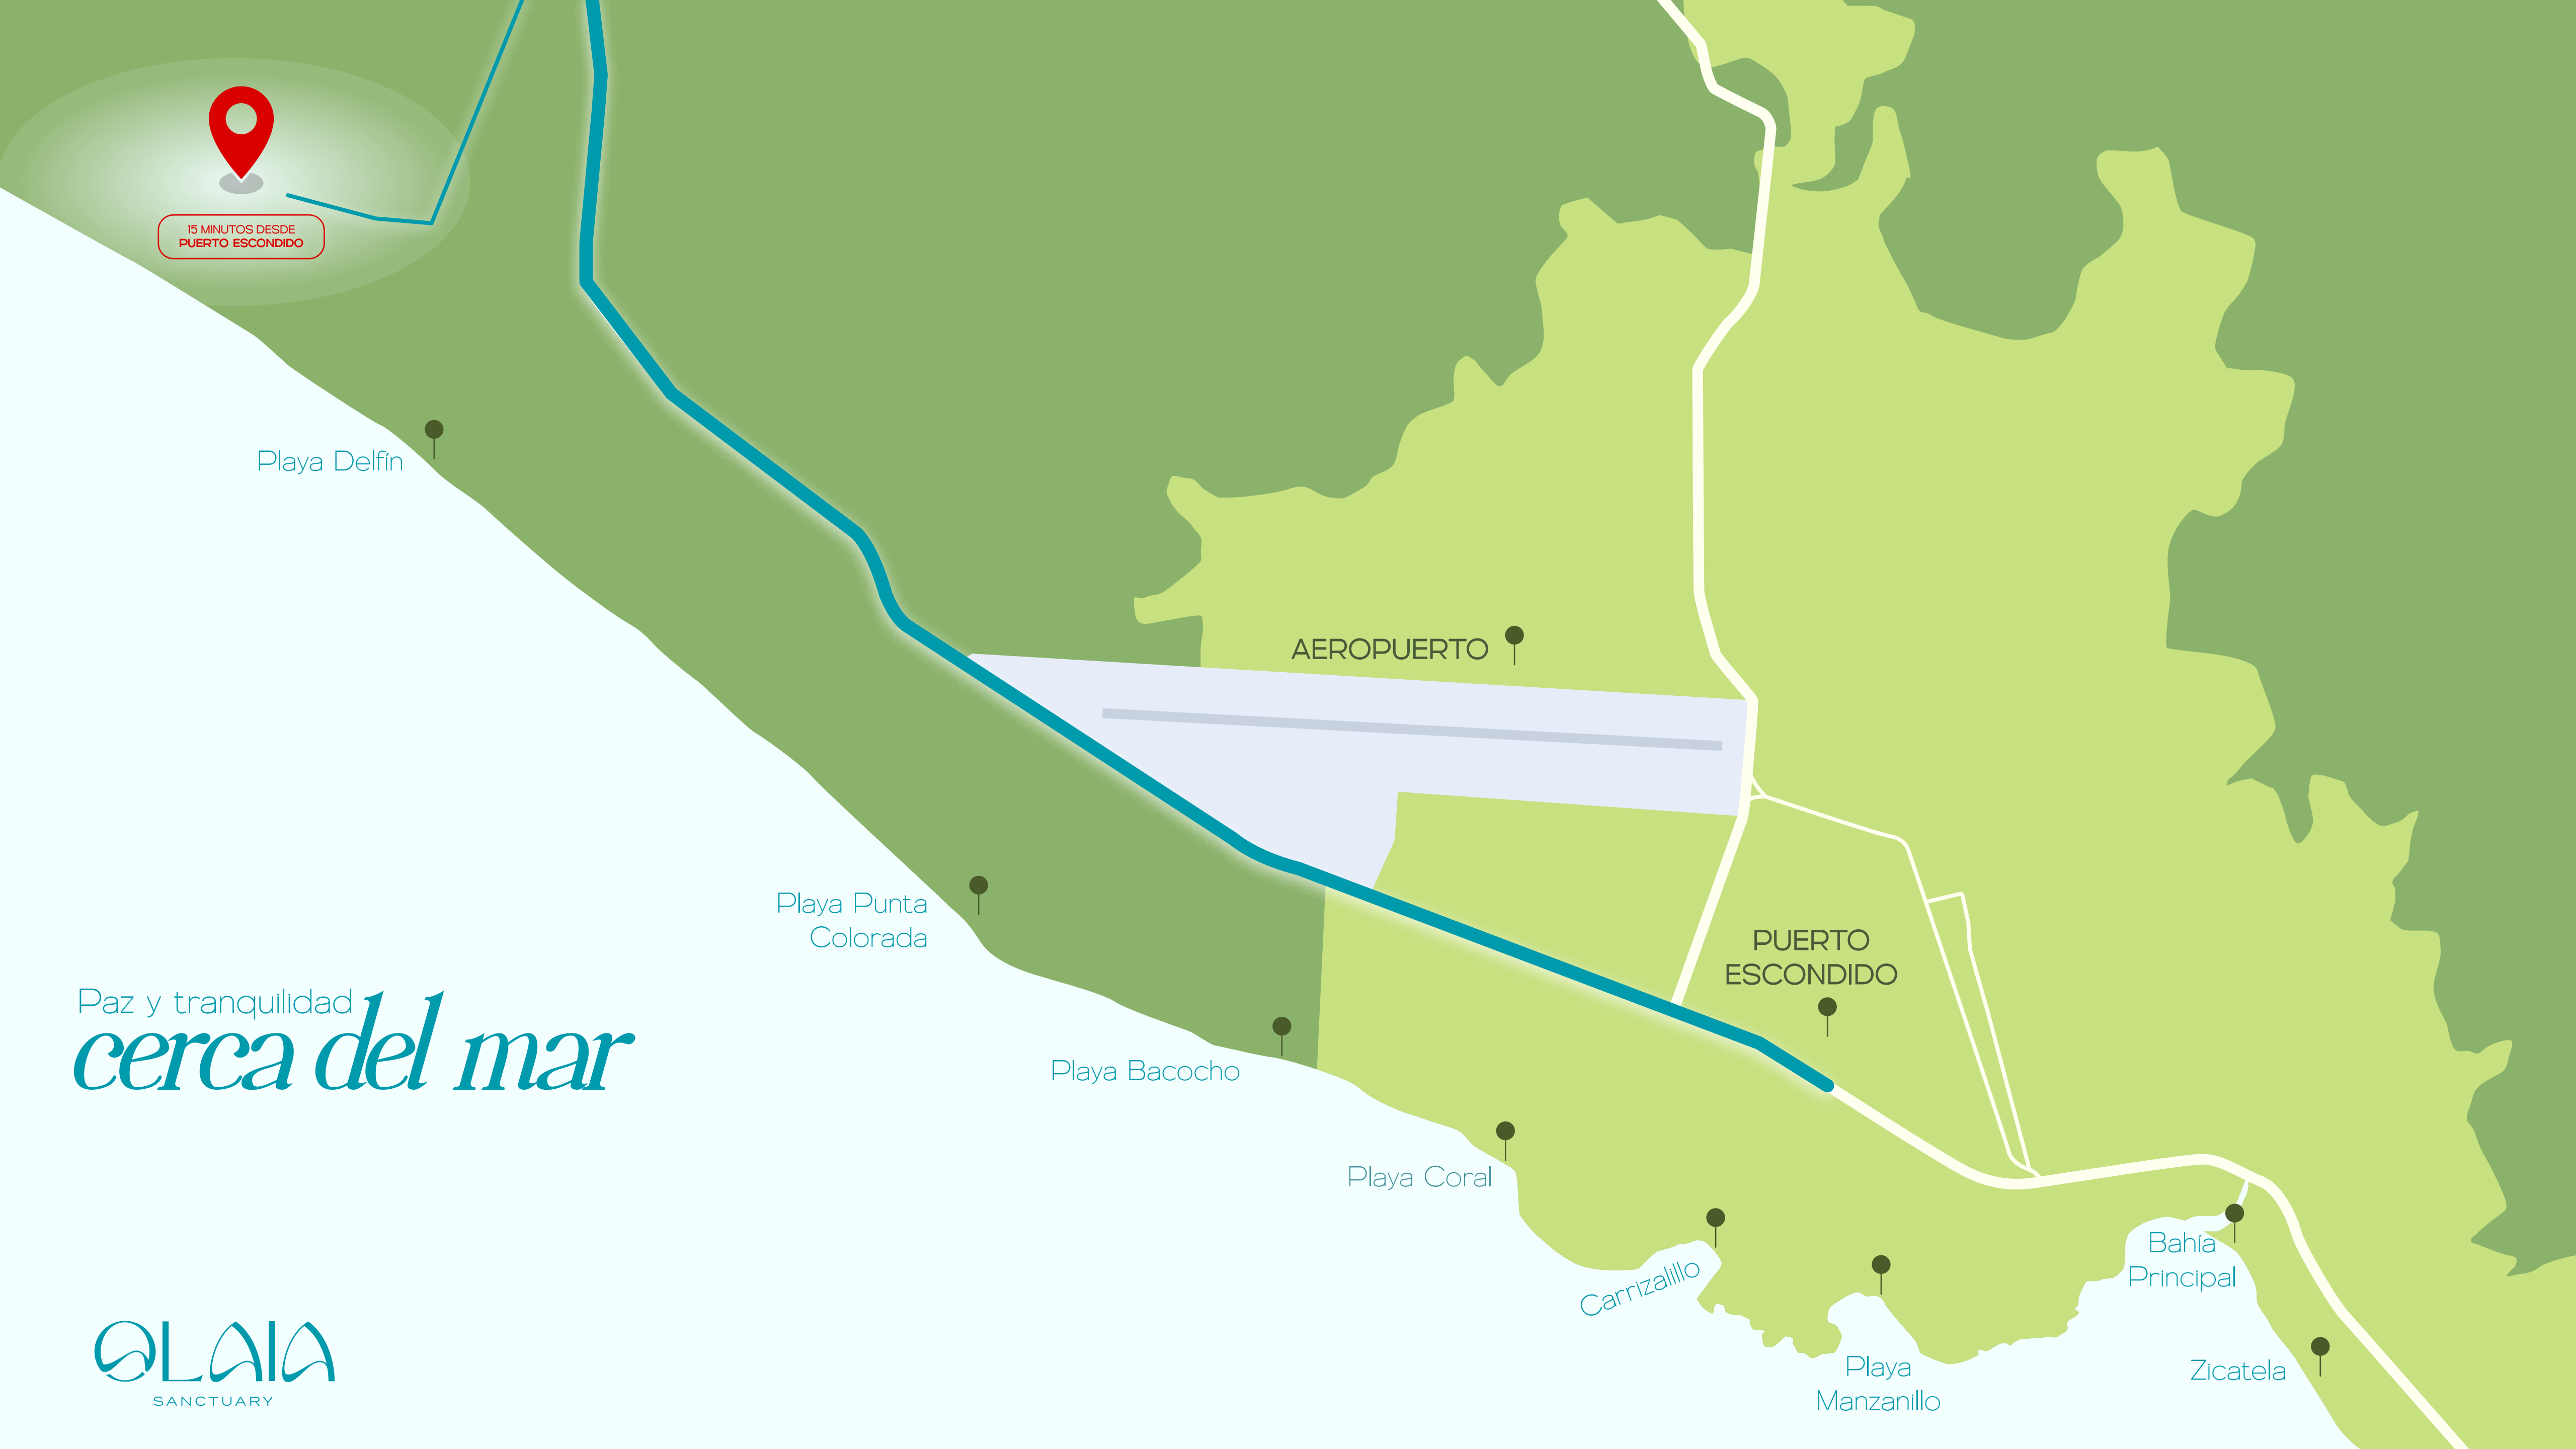 15 MINUTOS DESDE
PUERTO ESCONDIDO
Playa Delfín
AEROPUERTO
Playa Punta
Colorada
PUERTO
ESCONDIDO
Paz y tranquilidad
cerca del mar
Playa Bacocho
Playa Coral
Carrizalillo
Bahía
Principal
Playa
Manzanillo
Zicatela
OLAIA
SANCTUARY